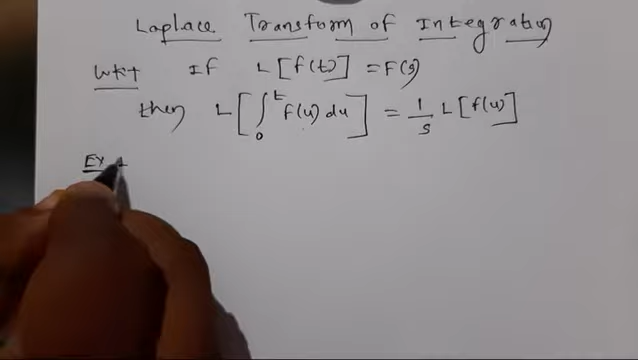 Laplace Transform of Integration
WKT If L[f(t)] = F(s)
then L[∫₀ᵗ f(u) du] = 1/s L[f(u)]
Ex